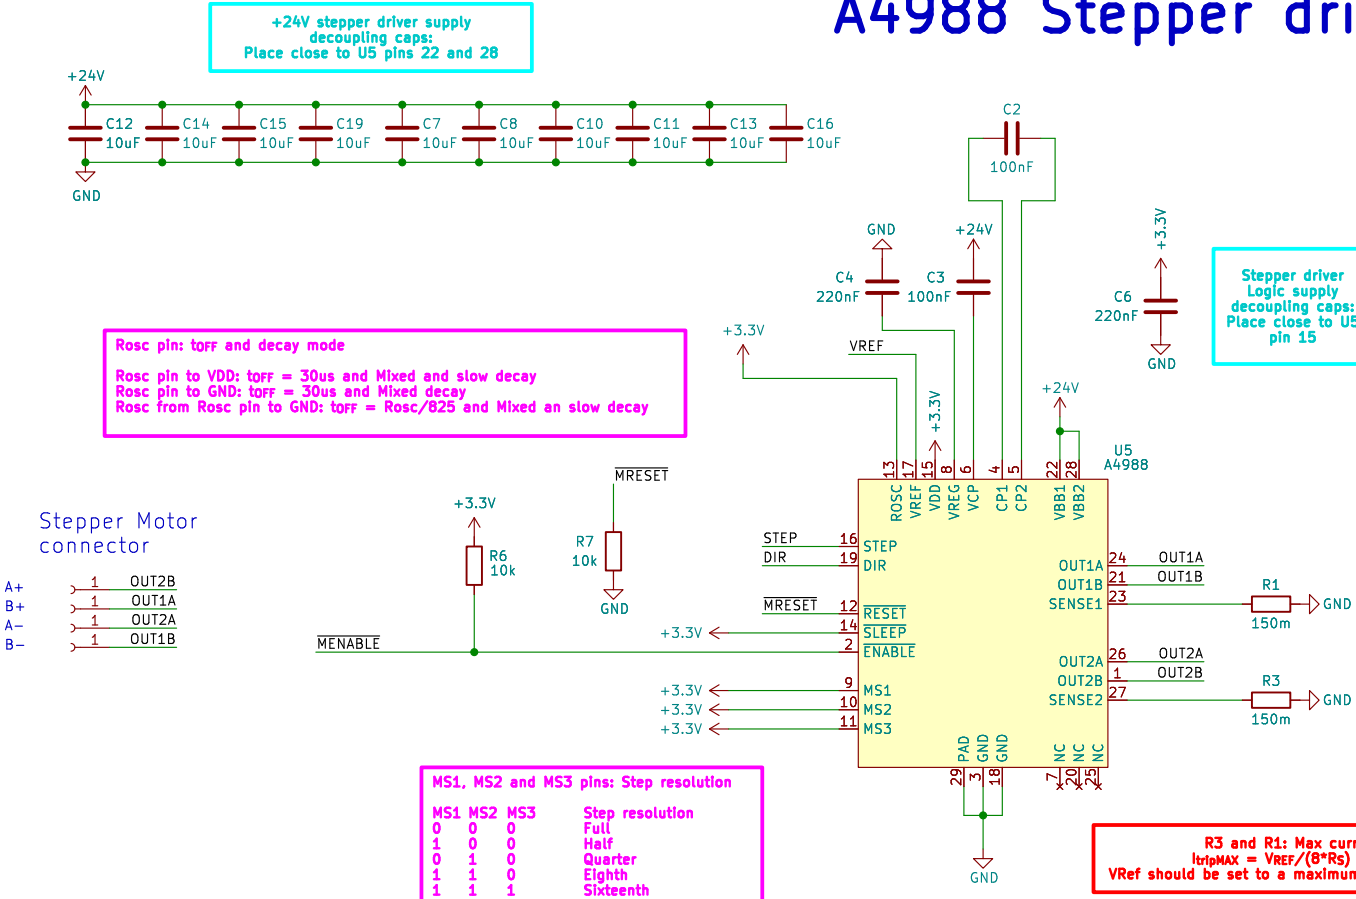 A4988 Stepper dri
+24V stepper driver supply
decoupling caps:
Place close to U5 pins 22 and 28
+24V
C12
10uF
C14
10uF
C15
10uF
C19
10uF
C7
10uF
C8
10uF
C10
10uF
C11
10uF
C13
10uF
C16
10uF
GND
C2
100nF
GND
C4
220nF
+24V
C3
100nF
+3.3V
C6
220nF
GND
Stepper driver
Logic supply
decoupling caps:
Place close to U5
pin 15
Rosc pin: tOFF and decay mode
Rosc pin to VDD: tOFF = 30us and Mixed and slow decay
Rosc pin to GND: tOFF = 30us and Mixed decay
Rosc from Rosc pin to GND: tOFF = Rosc/825 and Mixed an slow decay
+3.3V
VREF
+3.3V
+24V
U5
A4988
13 17 15 8 6 4 5 22 28
ROSC VREF VDD VREG VCP CP1 CP2 VBB1 VBB2
MRESET
R7
10k
GND
+3.3V
R6
10k
MENABLE
Stepper Motor
connector
A+ 1 OUT2B
B+ 1 OUT1A
A- 1 OUT2A
B- 1 OUT1B
STEP 16 STEP
DIR 19 DIR
MRESET 12 RESET
+3.3V 14 SLEEP
2 ENABLE
+3.3V 9 MS1
+3.3V 10 MS2
+3.3V 11 MS3
OUT1A 24 OUT1A
OUT1B 21 OUT1B
SENSE1 23
R1
150m
GND
OUT2A 26 OUT2A
OUT2B 1 OUT2B
SENSE2 27
R3
150m
GND
PAD GND GND NC NC NC
29 3 18 7 20 25
GND
MS1, MS2 and MS3 pins: Step resolution
MS1 MS2 MS3 Step resolution
0 0 0 Full
1 0 0 Half
0 1 0 Quarter
1 1 0 Eighth
1 1 1 Sixteenth
R3 and R1: Max curr
ItripMAX = VREF/(8*Rs)
VRef should be set to a maximum